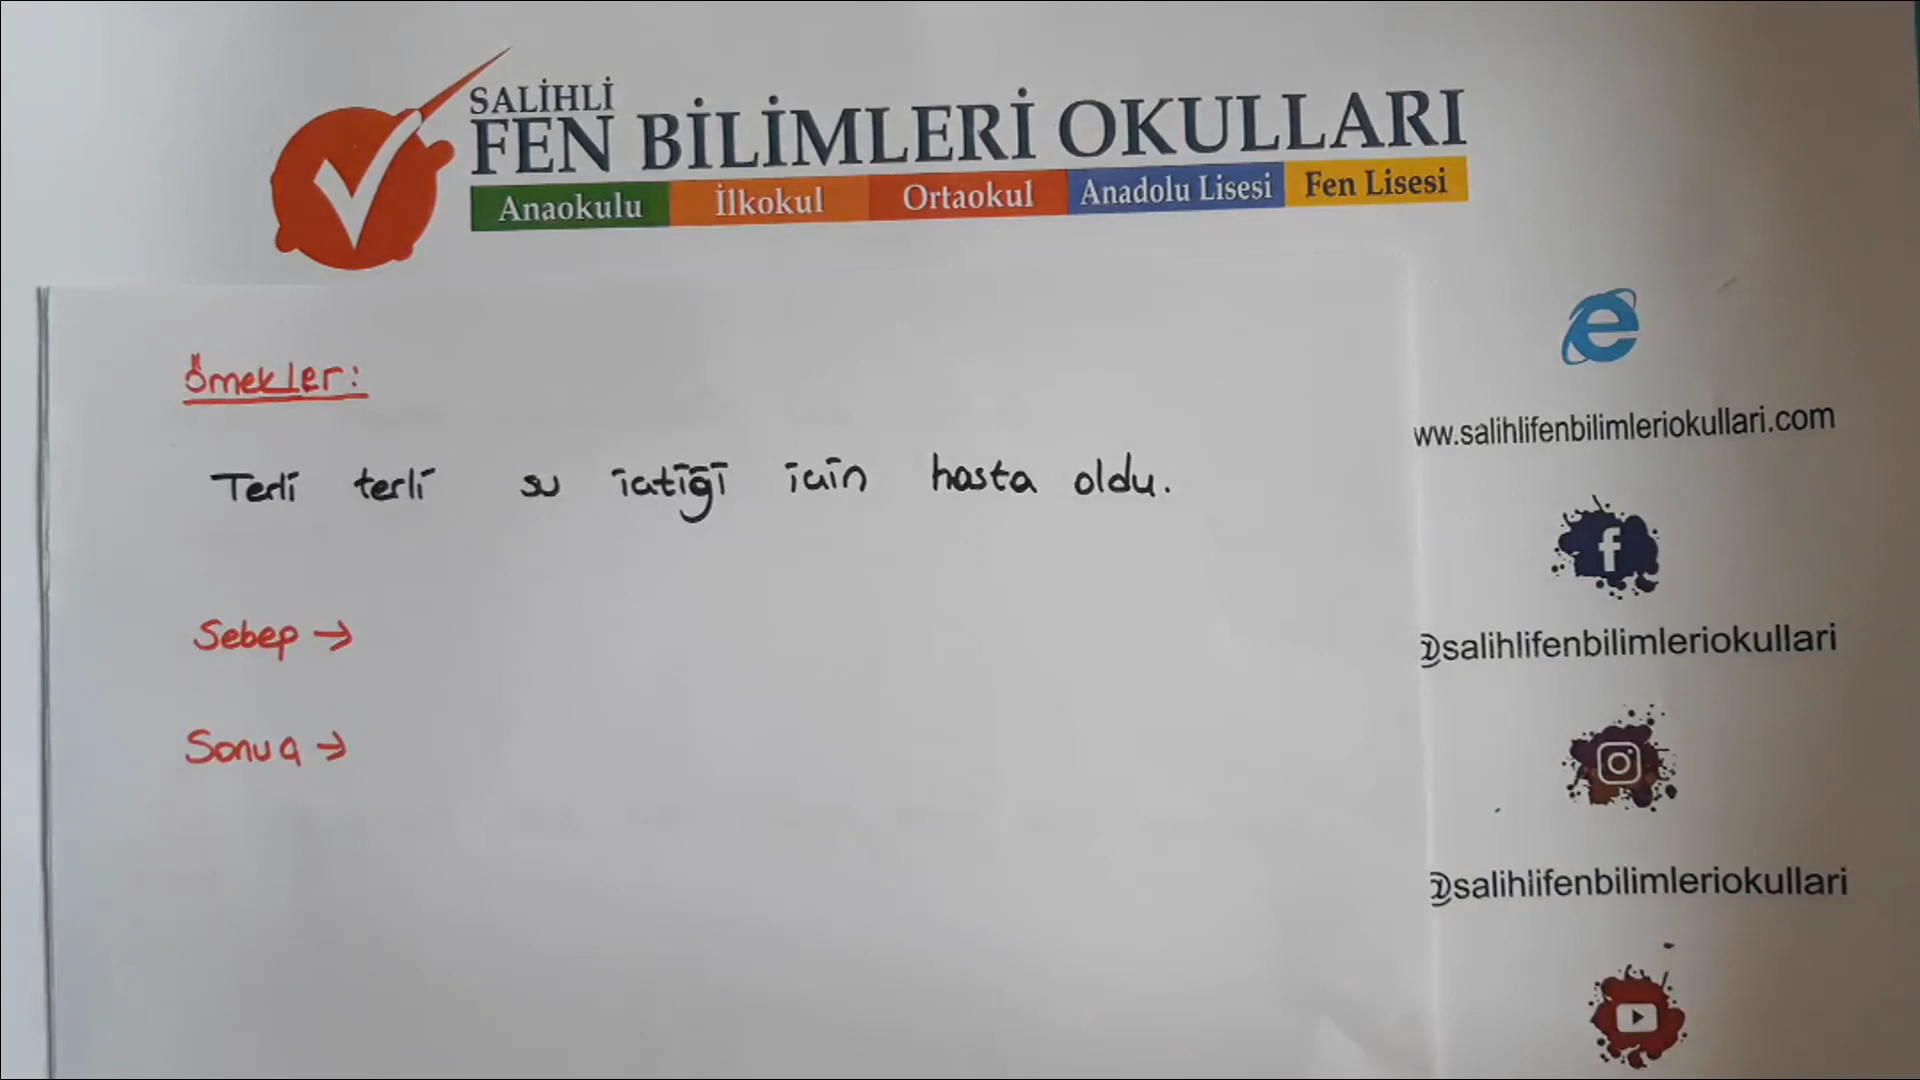 SALİHLİ
FEN BİLİMLERİ OKULLARI
Anaokulu İlkokul Ortaokul Anadolu Lisesi Fen Lisesi
Örnekler:
Terli terli su içtiği için hasta oldu.
Sebep →
Sonuç →
ww.salihlifenbilimleriokullari.com
@salihlifenbilimleriokullari
@salihlifenbilimleriokullari